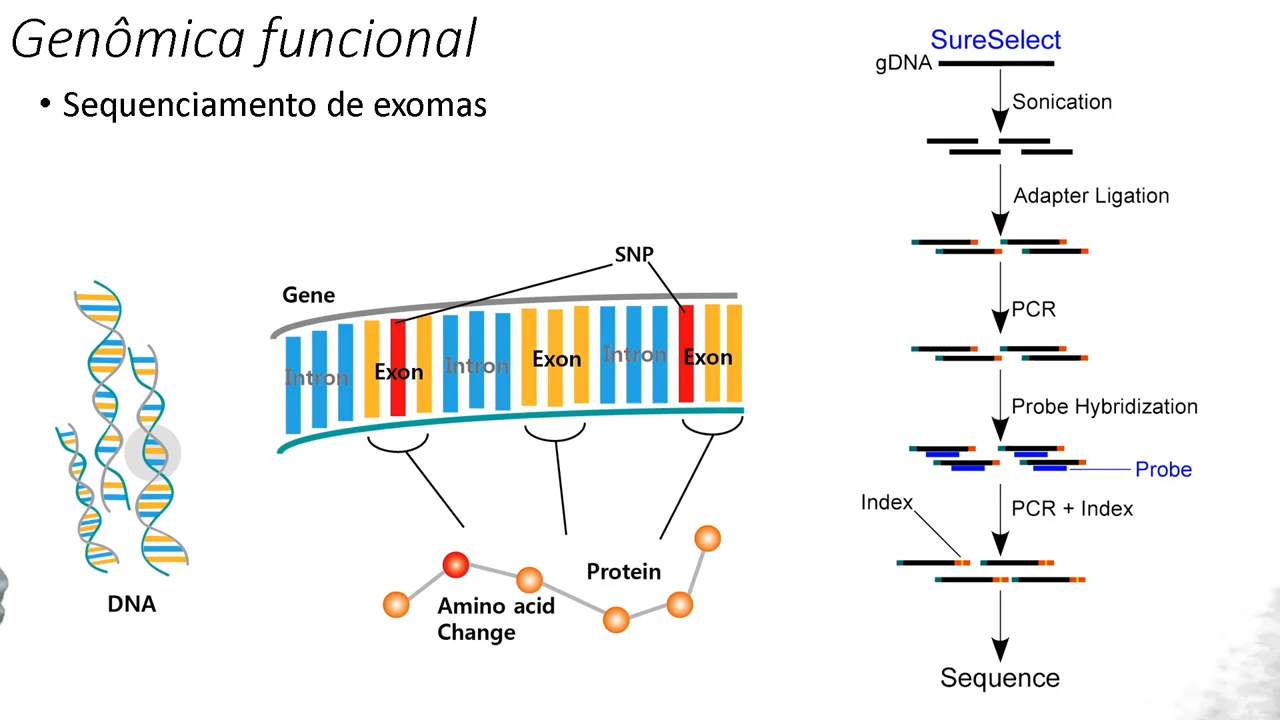 Genômica funcional
• Sequenciamento de exomas
SNP
Gene
Intron
Exon
Intron
Exon
Intron
Exon
Protein
Amino acid
Change
DNA
SureSelect
gDNA
Sonication
Adapter Ligation
PCR
Probe Hybridization
Probe
Index
PCR + Index
Sequence